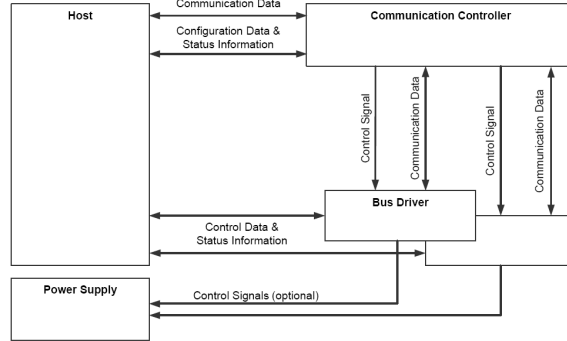 Communication Data
Host
Communication Controller
Configuration Data &
Status Information
Control Signal
Communication Data
Control Signal
Communication Data
Bus Driver
Control Data &
Status Information
Power Supply
Control Signals (optional)